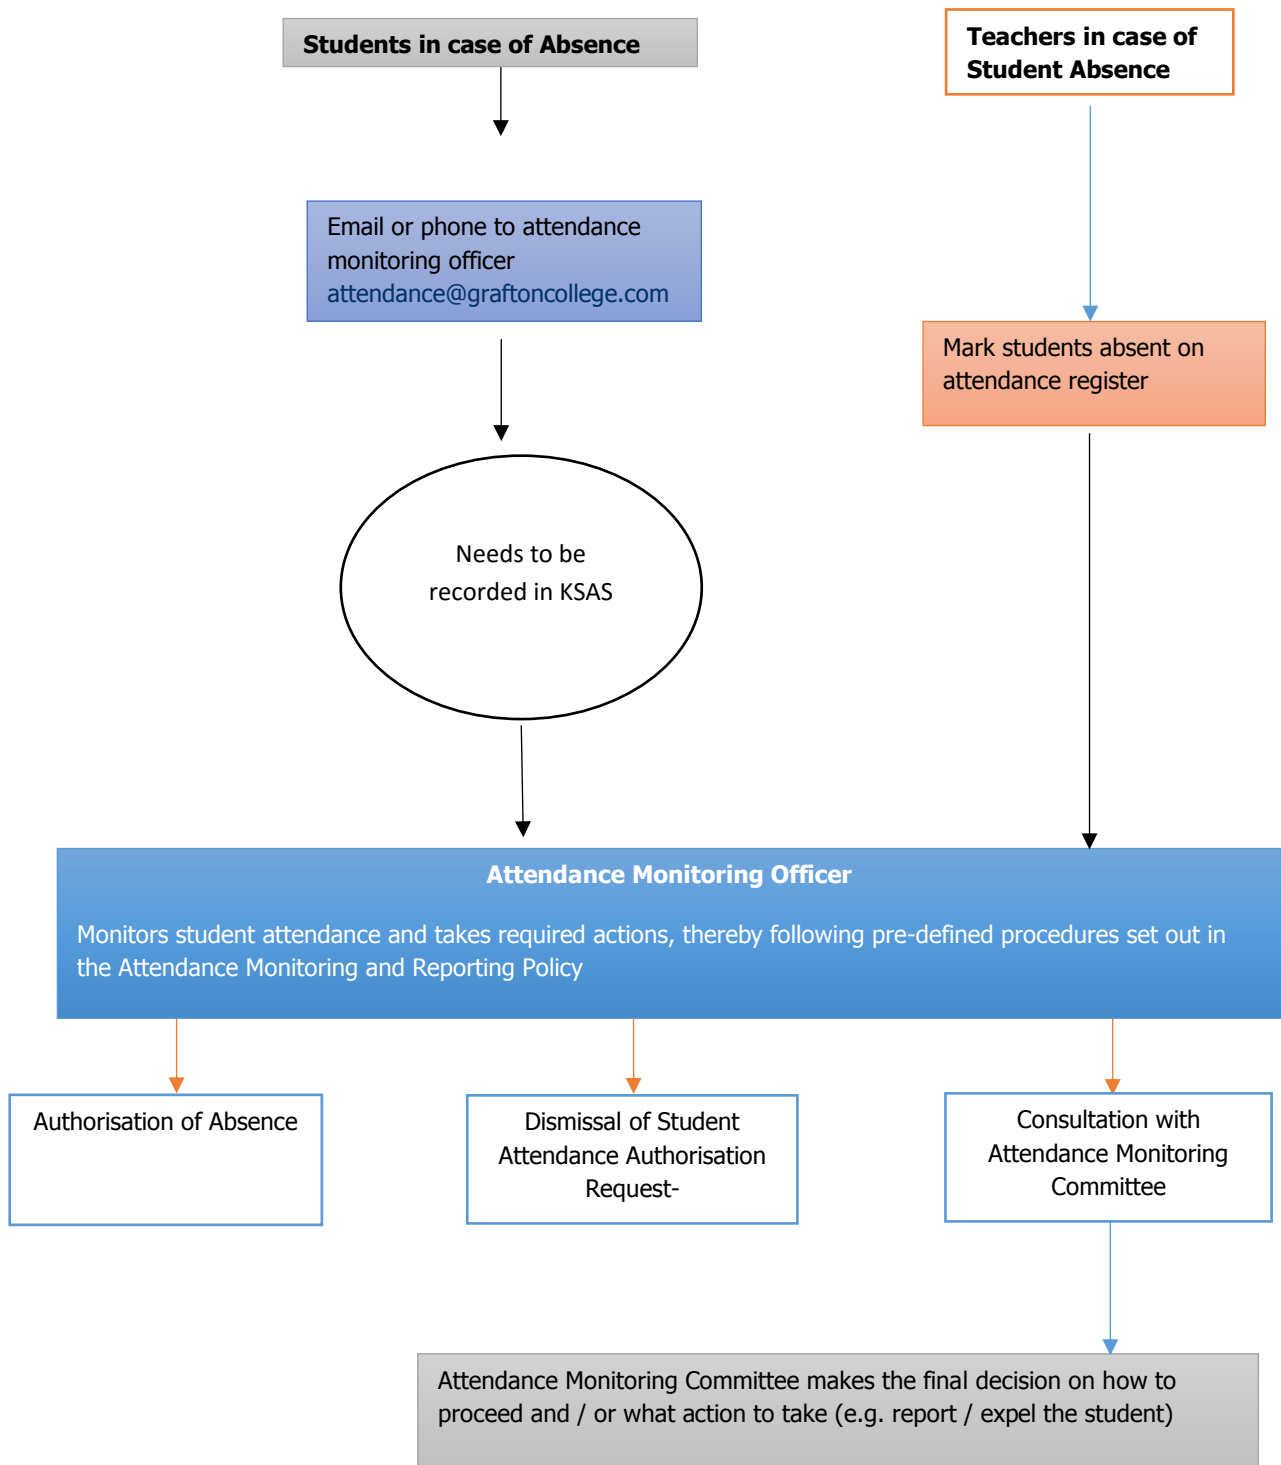 Students in case of Absence
Teachers in case of
Student Absence
Email or phone to attendance
monitoring officer
attendance@graftoncollege.com
Mark students absent on
attendance register
Needs to be
recorded in KSAS
Attendance Monitoring Officer
Monitors student attendance and takes required actions, thereby following pre-defined procedures set out in
the Attendance Monitoring and Reporting Policy
Authorisation of Absence
Dismissal of Student
Attendance Authorisation
Request-
Consultation with
Attendance Monitoring
Committee
Attendance Monitoring Committee makes the final decision on how to
proceed and / or what action to take (e.g. report / expel the student)